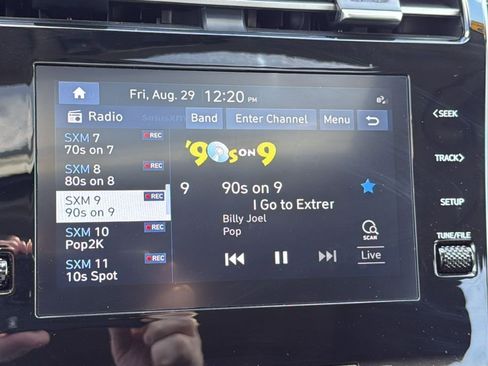 Fri, Aug. 29 12:20 PM
Radio siriusxm Band Enter Channel Menu
SXM 7 REC
70s on 7
SXM 8 REC
80s on 8
SXM 9 REC
90s on 9
SXM 10 REC
Pop2K
SXM 11 REC
10s Spot
'90s ON 9
9 90s on 9
I Go to Extrer
Billy Joel
Pop
SCAN
Live
SEEK
TRACK
SETUP
TUNE/FILE